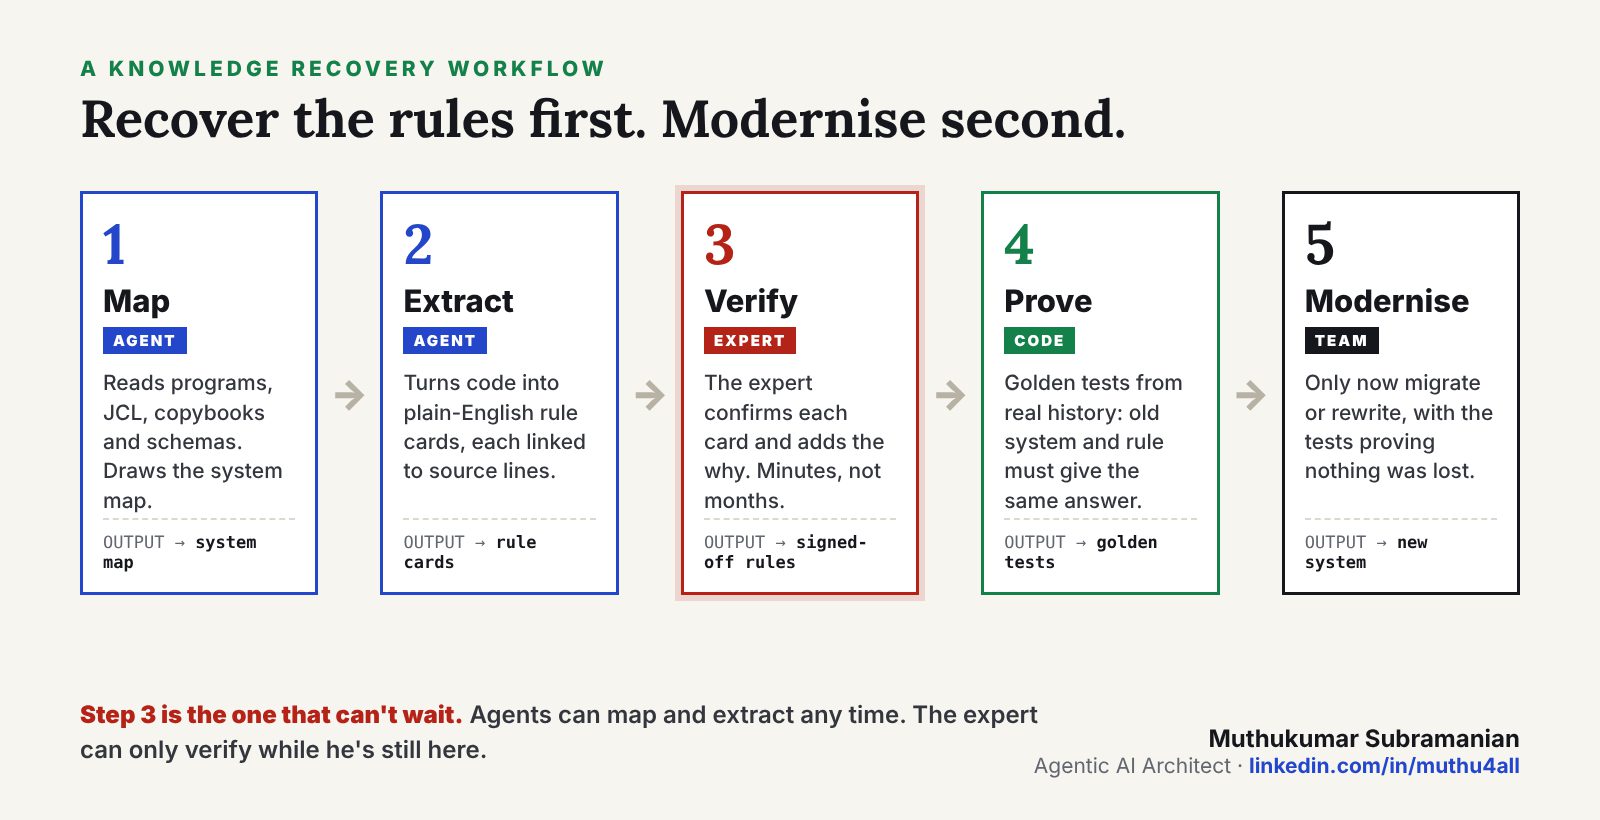 A KNOWLEDGE RECOVERY WORKFLOW
Recover the rules first. Modernise second.
1
Map
AGENT
Reads programs,
JCL, copybooks
and schemas.
Draws the system
map.
OUTPUT → system
map
→
2
Extract
AGENT
Turns code into
plain-English rule
cards, each linked
to source lines.
OUTPUT → rule
cards
→
3
Verify
EXPERT
The expert
confirms each
card and adds the
why. Minutes, not
months.
OUTPUT → signed-
off rules
→
4
Prove
CODE
Golden tests from
real history: old
system and rule
must give the
same answer.
OUTPUT → golden
tests
→
5
Modernise
TEAM
Only now migrate
or rewrite, with the
tests proving
nothing was lost.
OUTPUT → new
system
Step 3 is the one that can't wait. Agents can map and extract any time. The expert
can only verify while he's still here.
Muthukumar Subramanian
Agentic AI Architect · linkedin.com/in/muthu4all